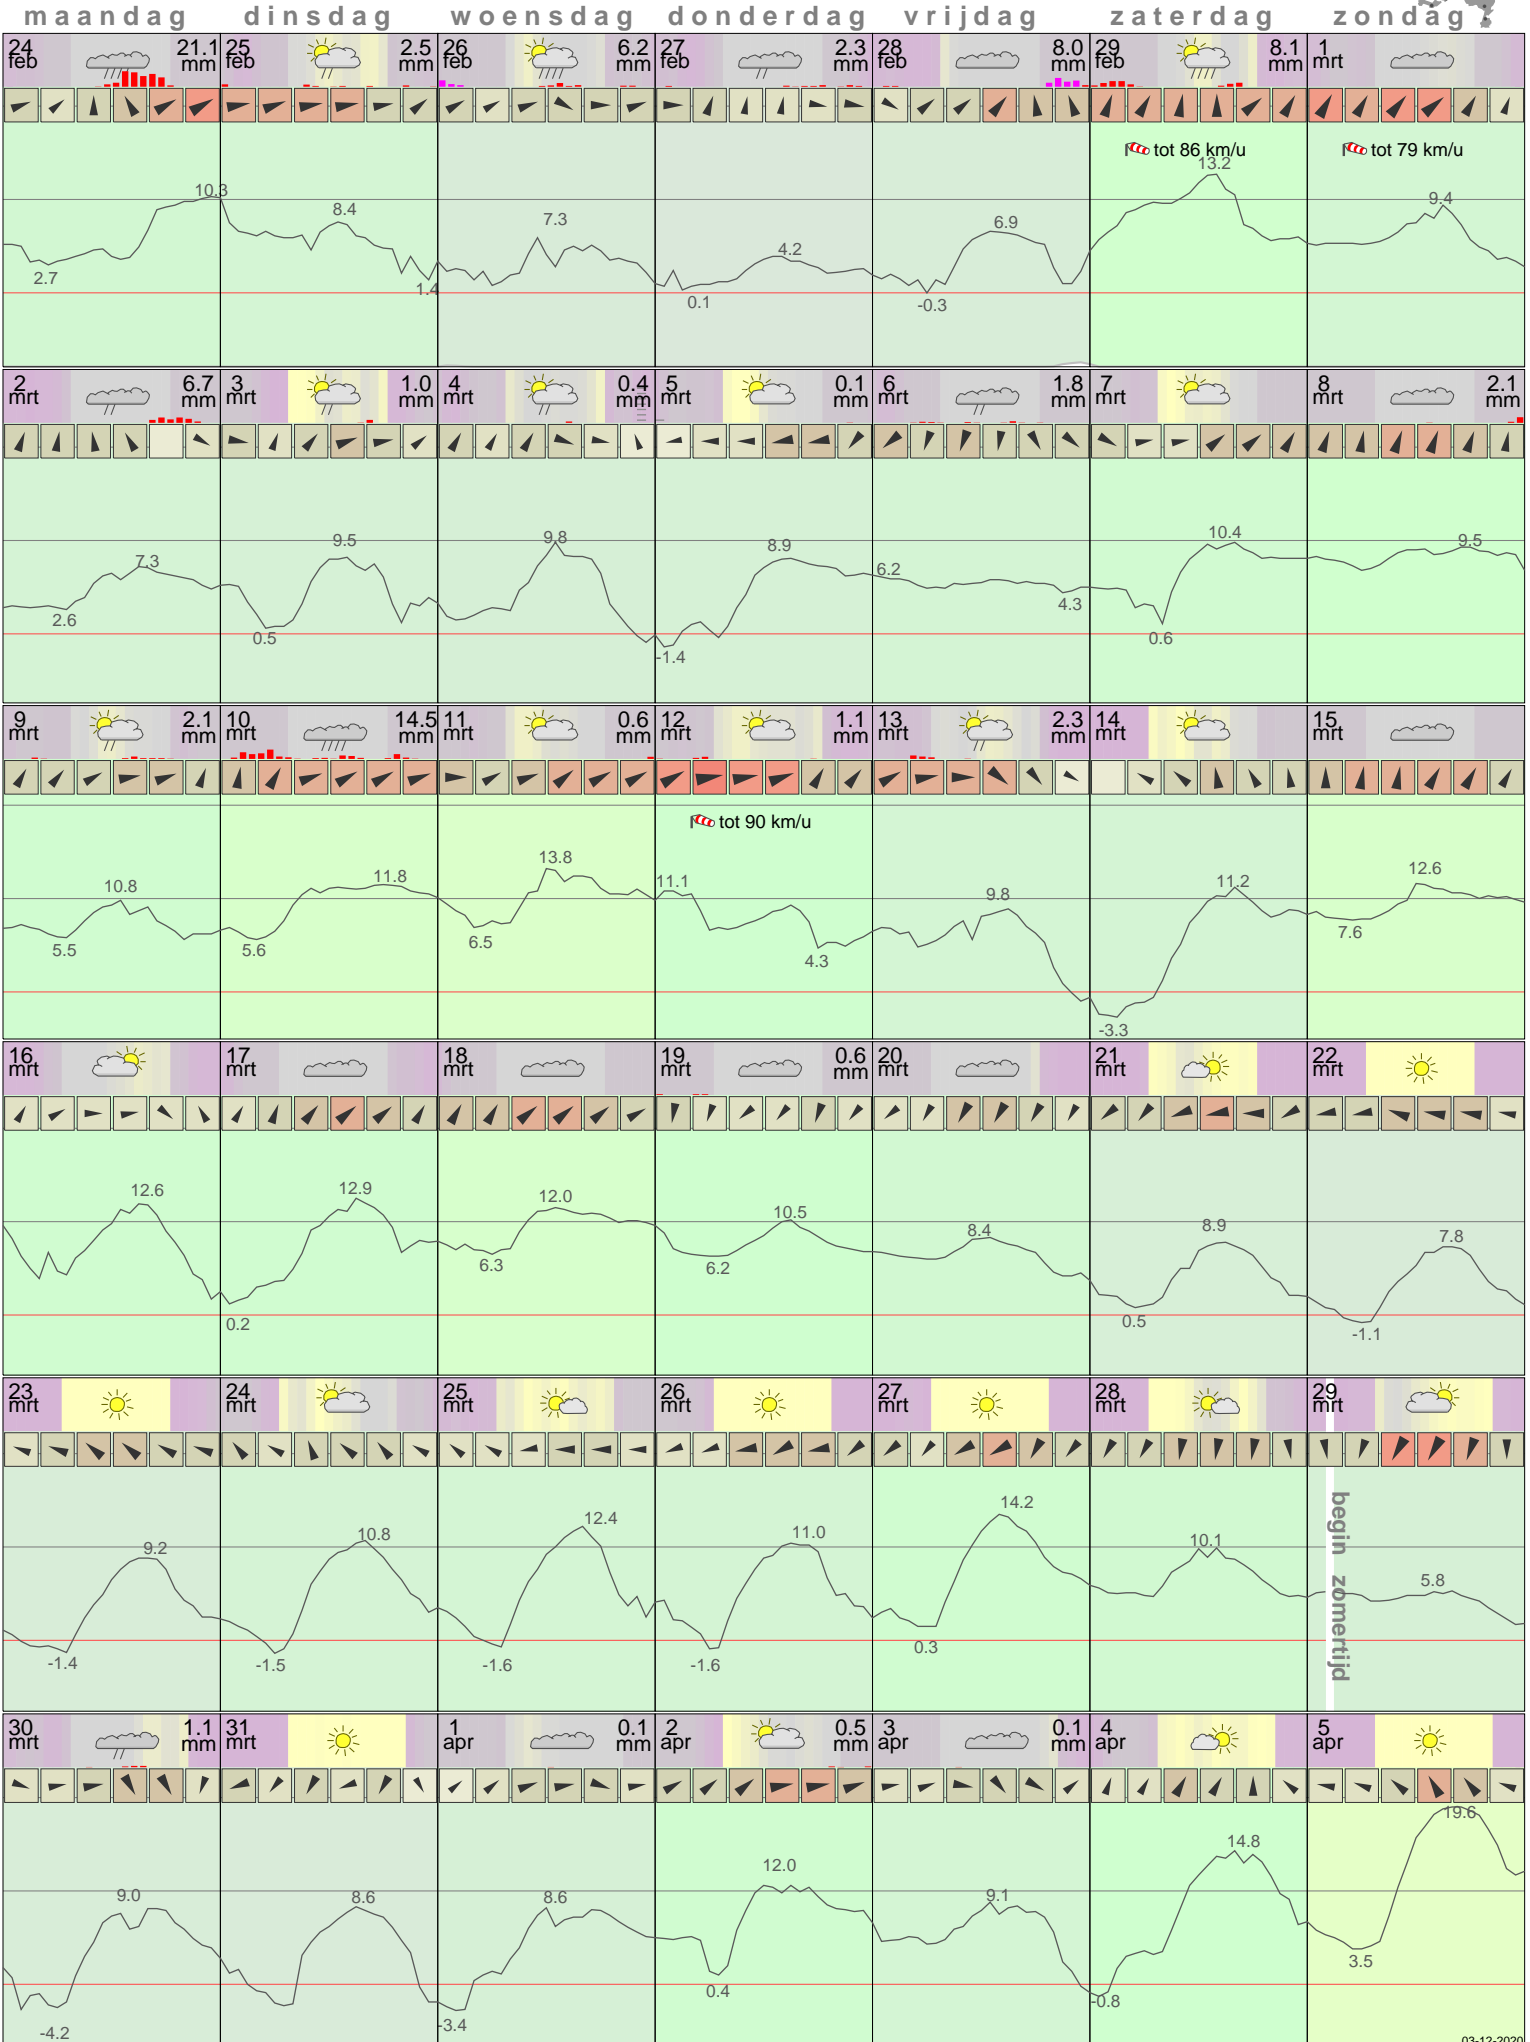 maandag dinsdag woensdag donderdag vrijdag zaterdag zondag
24 21.1 25 2.5 26 6.2 27 2.3 28 8.0 29 8.1 1
feb mm feb mm feb mm feb mm feb mm feb mm mrt
tot 86 km/u tot 79 km/u
10.3 8.4 7.3 4.2 6.9 13.2 9.4
2.7 1.4 0.1 -0.3
2 6.7 3 1.0 4 0.4 5 0.1 6 1.8 7 8 2.1
mrt mm mrt mm mrt mm mrt mm mrt mm mrt mrt mm
7.3 9.5 9.8 8.9 6.2 10.4 9.5
2.6 0.5 -1.4 4.3 0.6
9 2.1 10 14.5 11 0.6 12 1.1 13 2.3 14 15
mrt mm mrt mm mrt mm mrt mm mrt mm mrt mrt
tot 90 km/u
10.8 11.8 13.8 11.1 9.8 11.2 12.6
5.5 5.6 6.5 4.3 -3.3 7.6
16 17 18 19 0.6 20 21 22
mrt mrt mrt mrt mm mrt mrt mrt
12.6 12.9 12.0 10.5 8.4 8.9 7.8
0.2 6.3 6.2 0.5 -1.1
23 24 25 26 27 28 29
mrt mrt mrt mrt mrt mrt mrt
9.2 10.8 12.4 11.0 14.2 10.1 5.8
-1.4 -1.5 -1.6 -1.6 0.3
begin zomertijd
30 1.1 31 1 0.1 2 0.5 3 0.1 4 5
mrt mm mrt apr mm apr mm apr mm apr apr
9.0 8.6 8.6 12.0 9.1 14.8 19.6
-4.2 -3.4 0.4 -0.8 3.5
03-12-2020